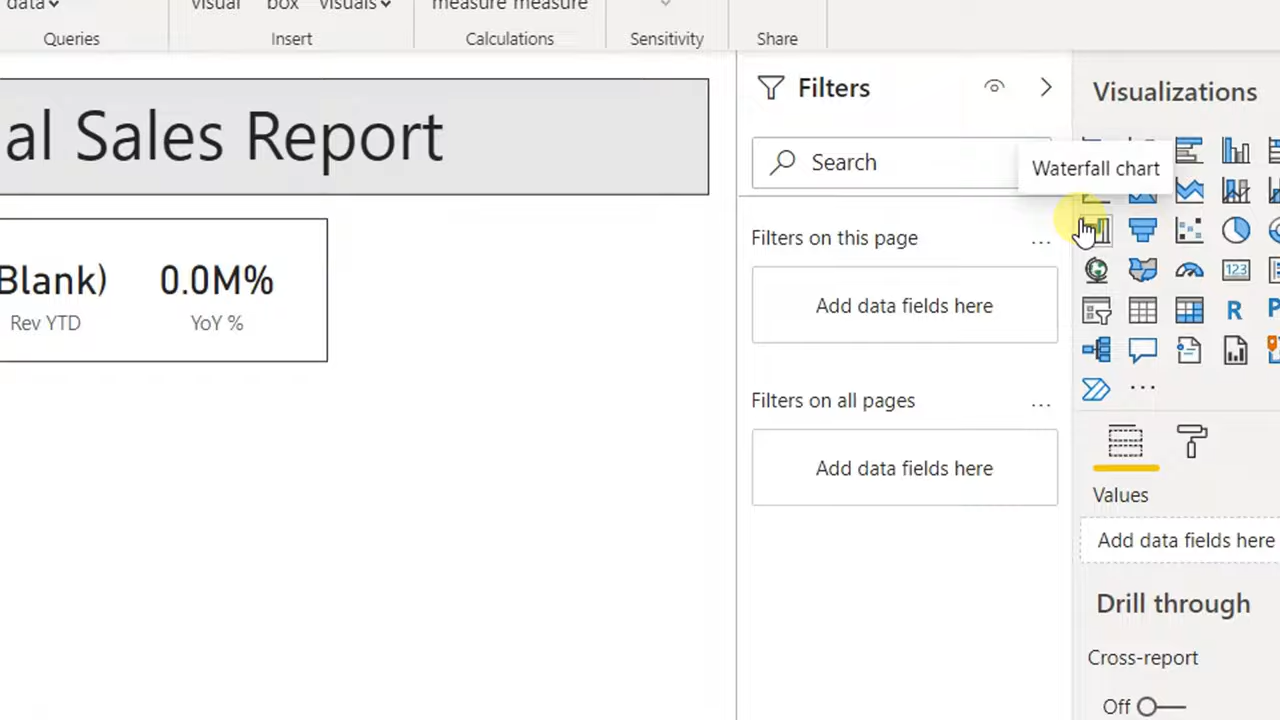 data
visual box visuals
measure measure
Queries
Insert
Calculations
Sensitivity
Share
al Sales Report
Blank)
Rev YTD
0.0M%
YoY %
Filters
Search
Filters on this page
...
Add data fields here
Filters on all pages
...
Add data fields here
Visualizations
Waterfall chart
123
R
...
Values
Add data fields here
Drill through
Cross-report
Off